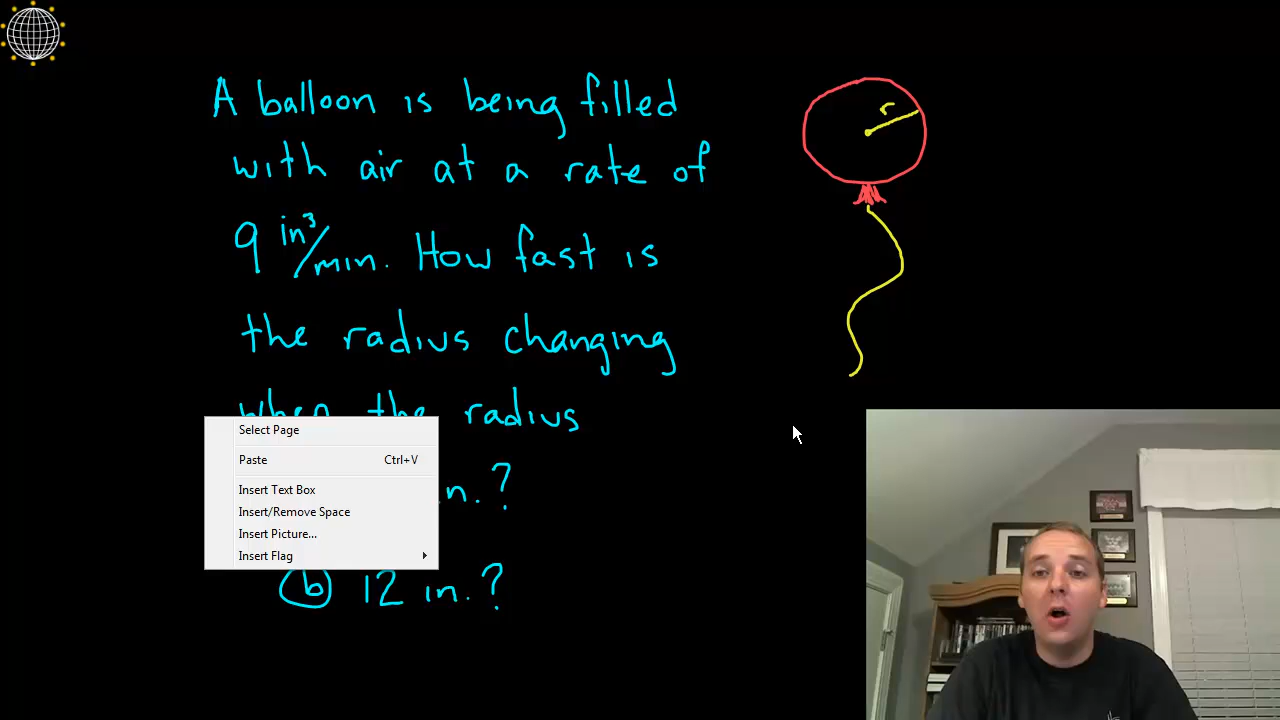 A balloon is being filled
with air at a rate of
9 in³/min. How fast is
the radius changing
when the radius
n.?
ⓑ 12 in.?
r
Select Page
Paste Ctrl+V
Insert Text Box
Insert/Remove Space
Insert Picture...
Insert Flag